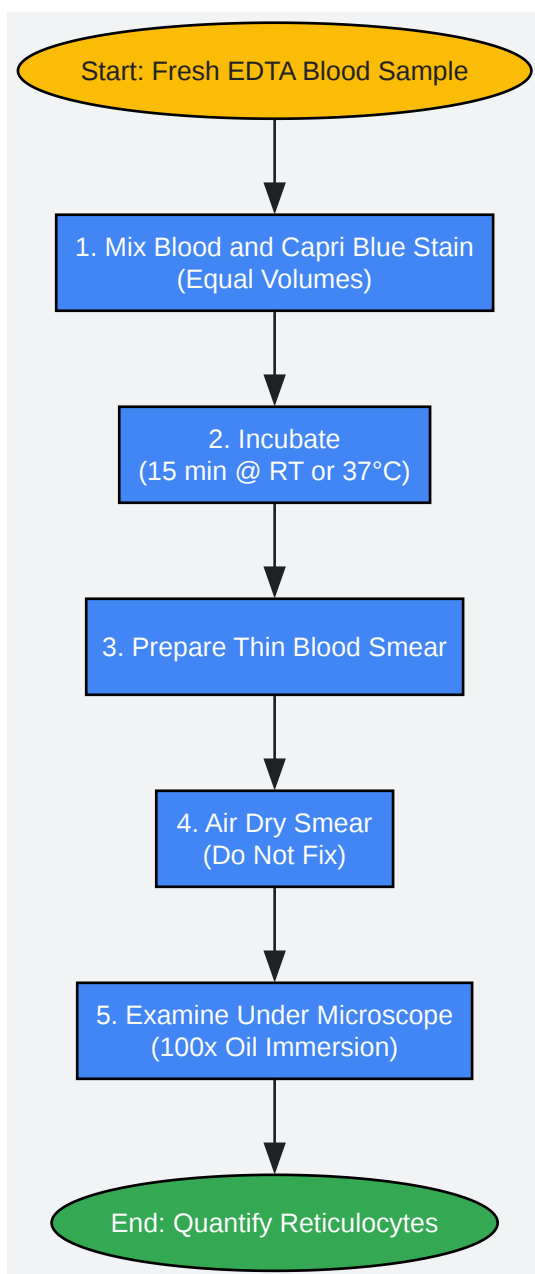 Start: Fresh EDTA Blood Sample
1. Mix Blood and Capri Blue Stain
(Equal Volumes)
2. Incubate
(15 min @ RT or 37°C)
3. Prepare Thin Blood Smear
4. Air Dry Smear
(Do Not Fix)
5. Examine Under Microscope
(100x Oil Immersion)
End: Quantify Reticulocytes